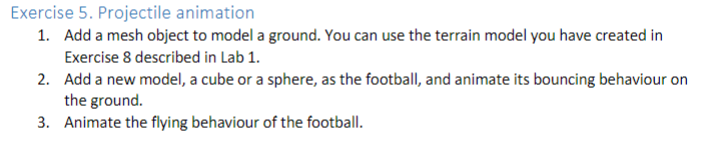 Exercise 5. Projectile animation
1. Add a mesh object to model a ground. You can use the terrain model you have created in
Exercise 8 described in Lab 1.
2. Add a new model, a cube or a sphere, as the football, and animate its bouncing behaviour on
the ground.
3. Animate the flying behaviour of the football.